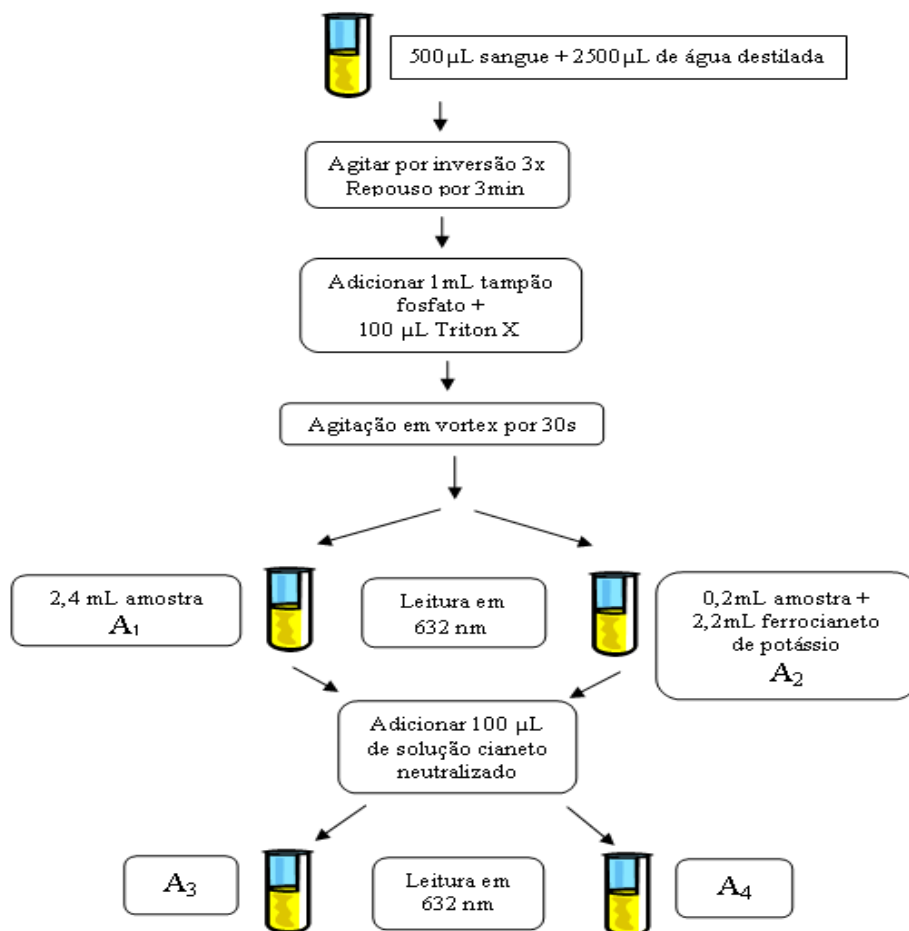 500 µL sangue + 2500 µL de água destilada
Agitar por inversão 3x
Repouso por 3min
Adicionar 1mL tampão
fosfato +
100 µL Triton X
Agitação em vortex por 30s
2,4 mL amostra
A₁
Leitura em
632 nm
0,2mL amostra +
2,2mL ferrocianeto
de potássio
A₂
Adicionar 100 µL
de solução cianeto
neutralizado
A₃
Leitura em
632 nm
A₄